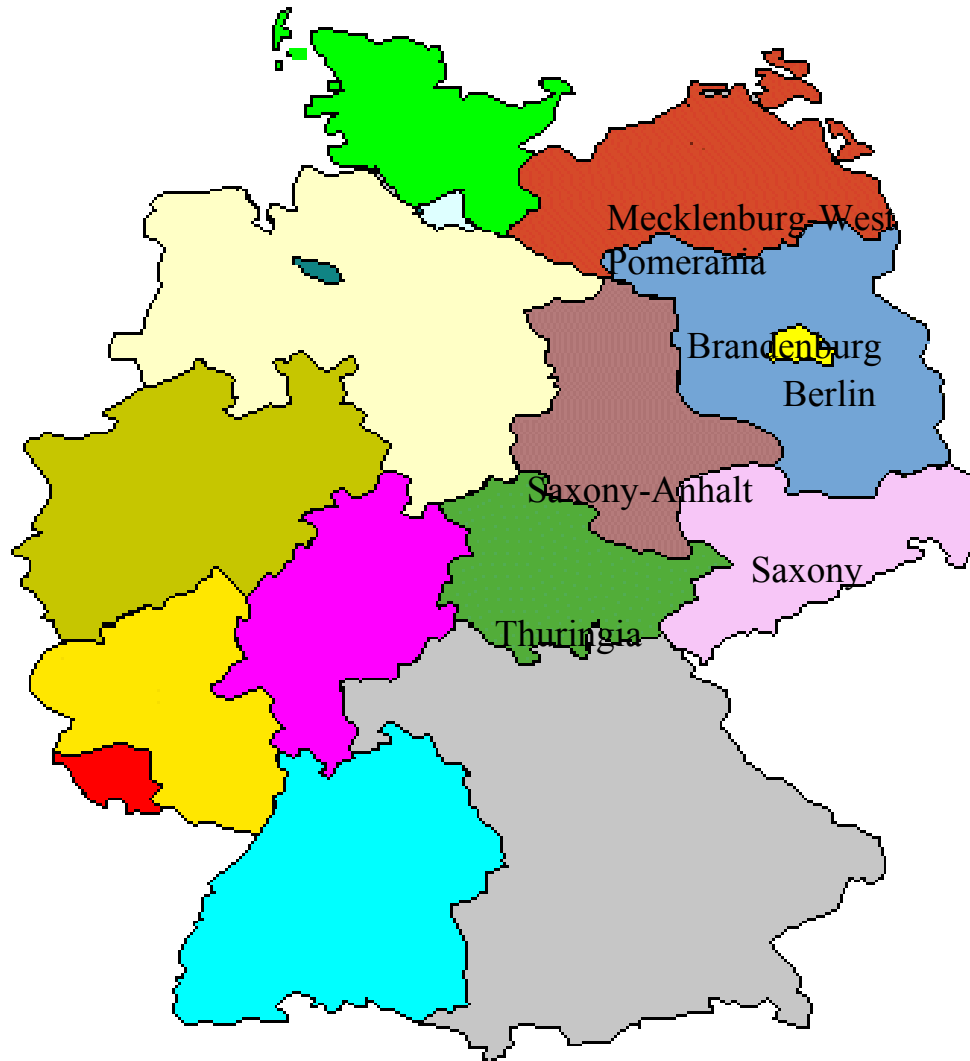 Mecklenburg-West
Pomerania
Brandenburg
Berlin
Saxony-Anhalt
Saxony
Thuringia